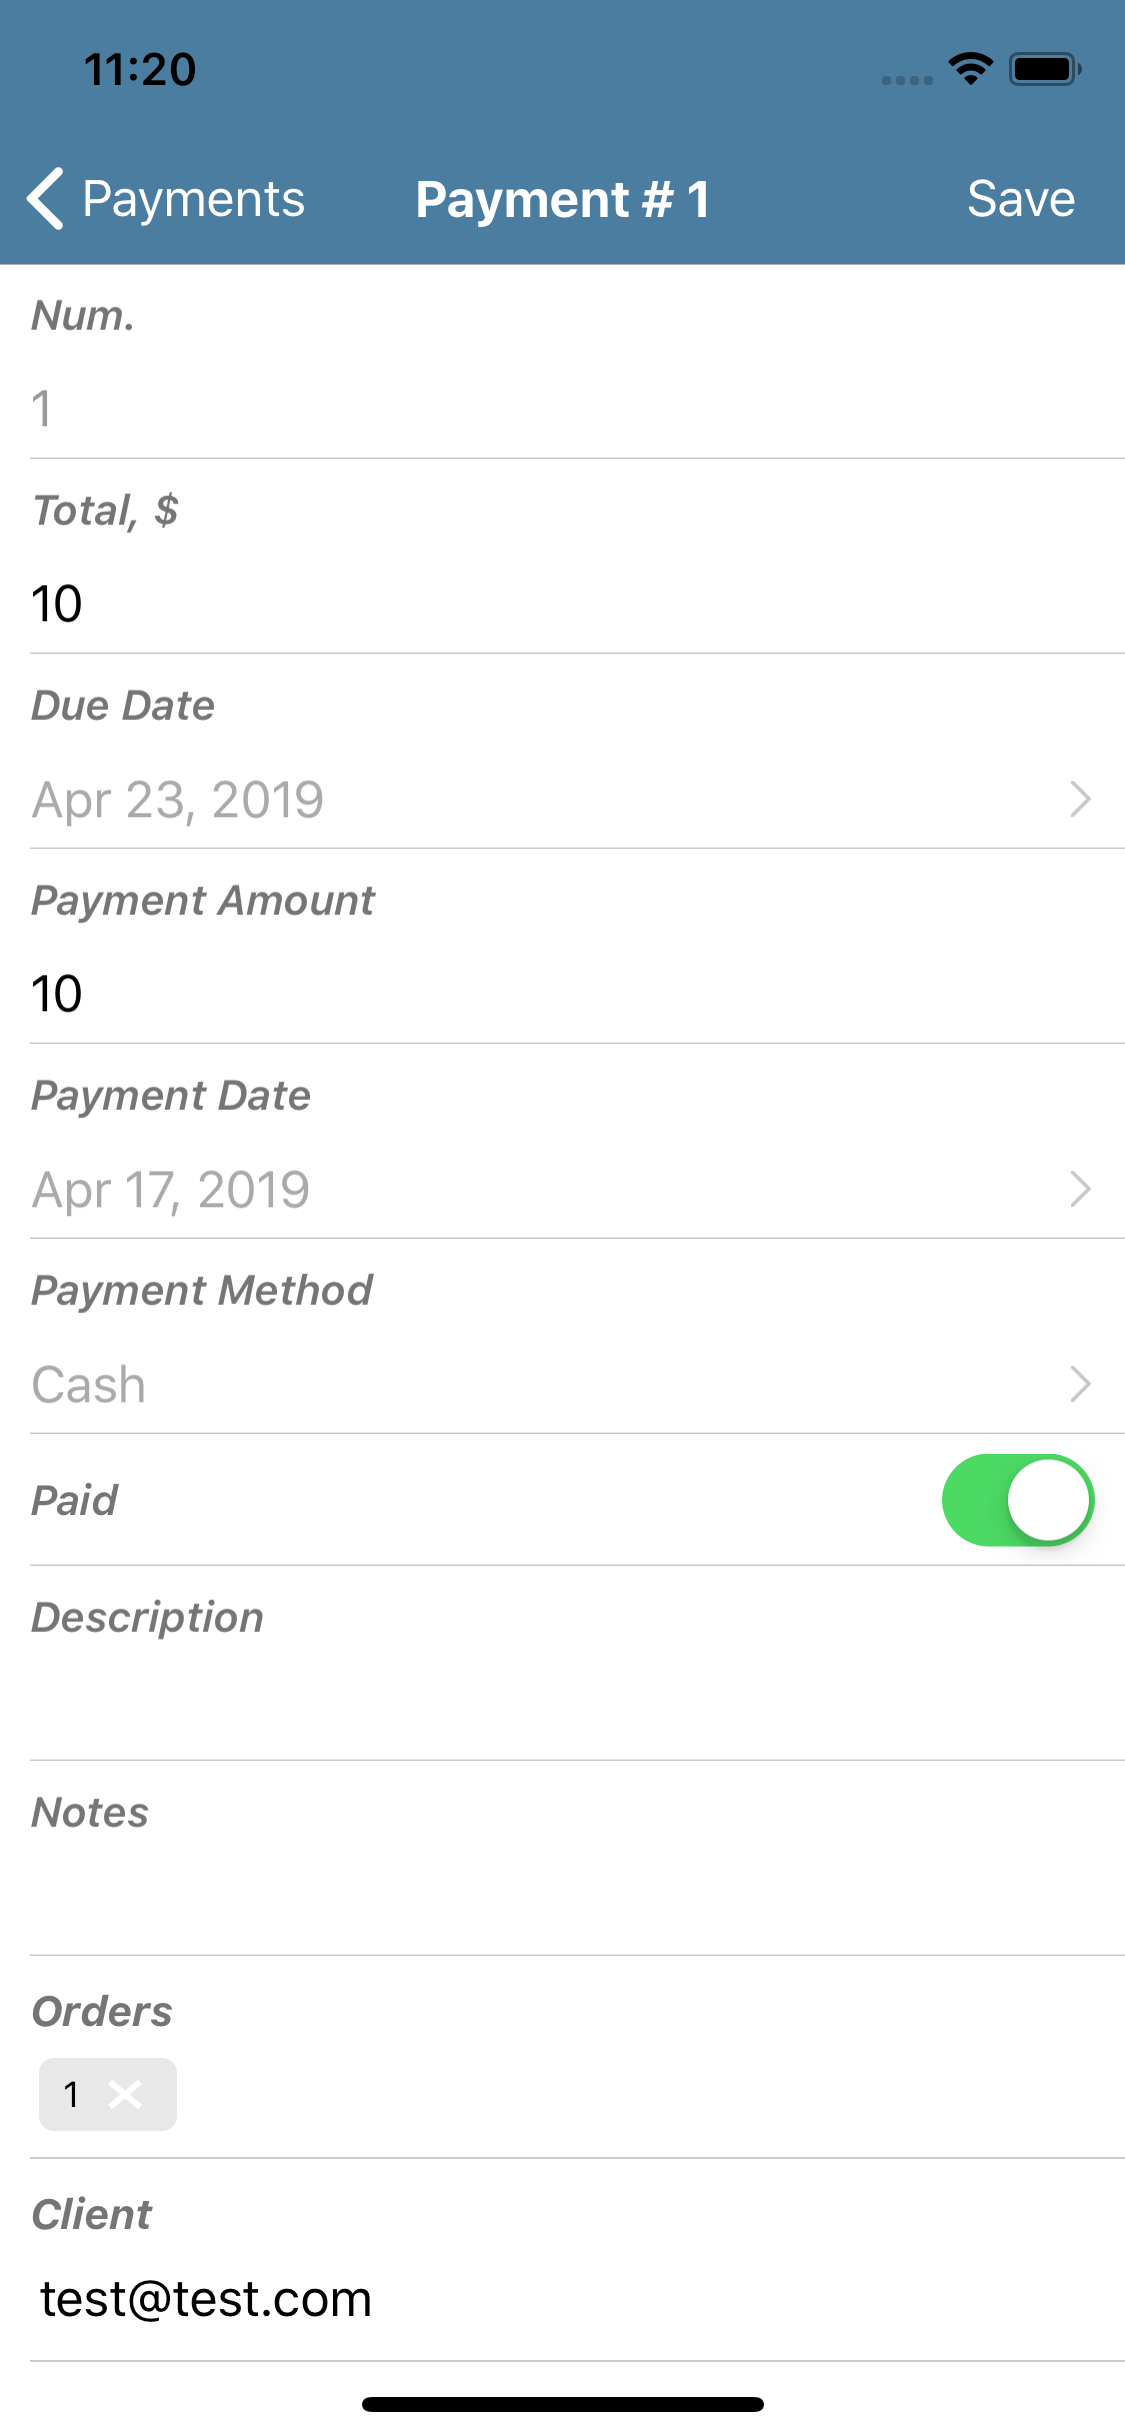 11:20
Payments
Payment # 1
Save
Num.
1
Total, $
10
Due Date
Apr 23, 2019
Payment Amount
10
Payment Date
Apr 17, 2019
Payment Method
Cash
Paid
Description
Notes
Orders
1
Client
test@test.com